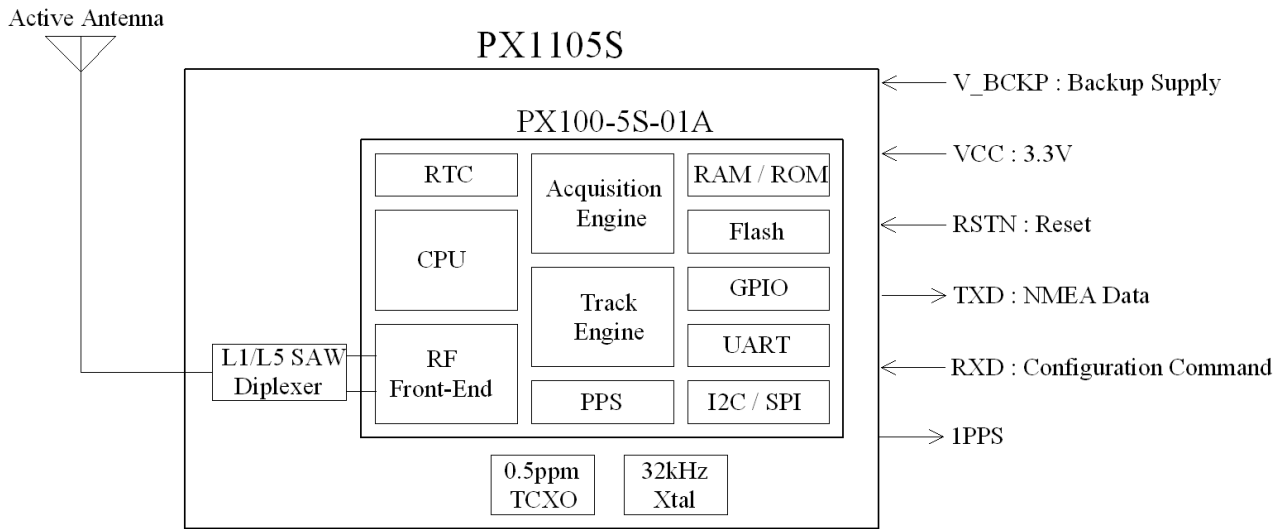 Active Antenna
PX1105S
PX100-5S-01A
RTC
CPU
RF
Front-End
Acquisition
Engine
Track
Engine
PPS
RAM / ROM
Flash
GPIO
UART
I2C / SPI
L1/L5 SAW
Diplexer
0.5ppm
TCXO
32kHz
Xtal
V_BCKP : Backup Supply
VCC : 3.3V
RSTN : Reset
TXD : NMEA Data
RXD : Configuration Command
1PPS